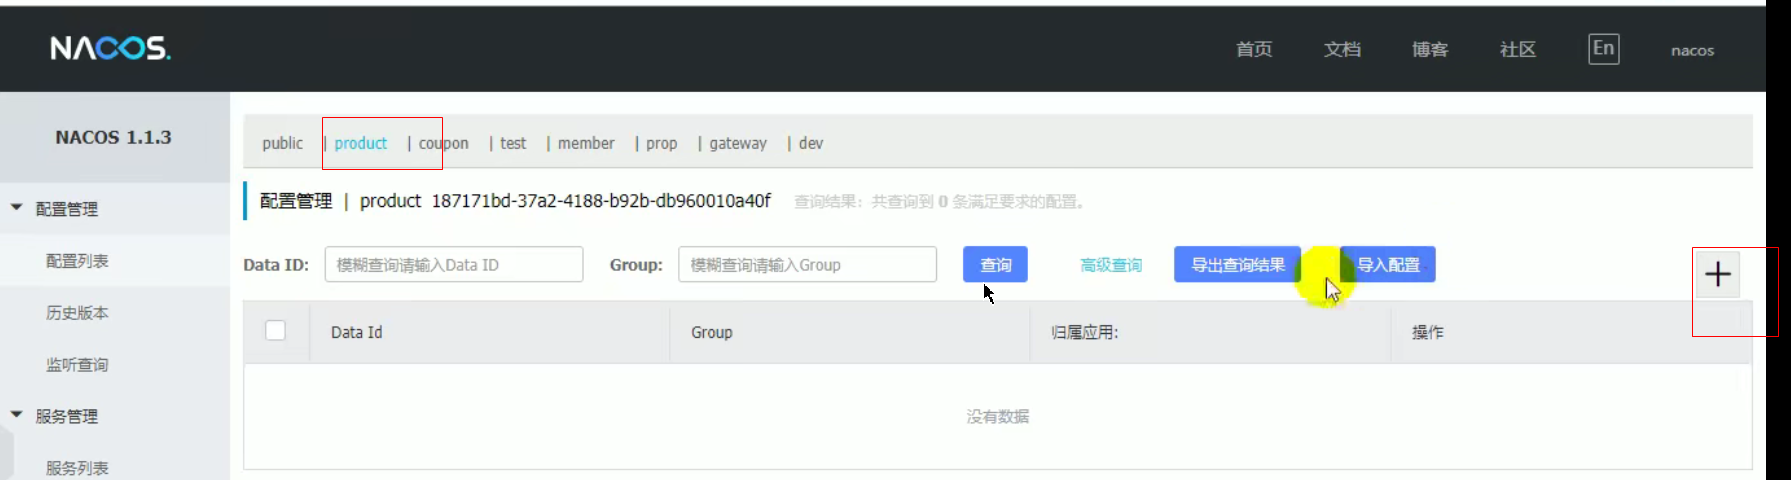 NACOS. 首页 文档 博客 社区 En nacos
NACOS 1.1.3
public | product | coupon | test | member | prop | gateway | dev
配置管理
配置管理 | product 187171bd-37a2-4188-b92b-db960010a40f 查询结果：共查询到 0 条满足要求的配置。
配置列表
Data ID: 模糊查询请输入Data ID Group: 模糊查询请输入Group 查询 高级查询 导出查询结果 导入配置 +
历史版本
Data Id Group 归属应用: 操作
监听查询
服务管理
没有数据
服务列表